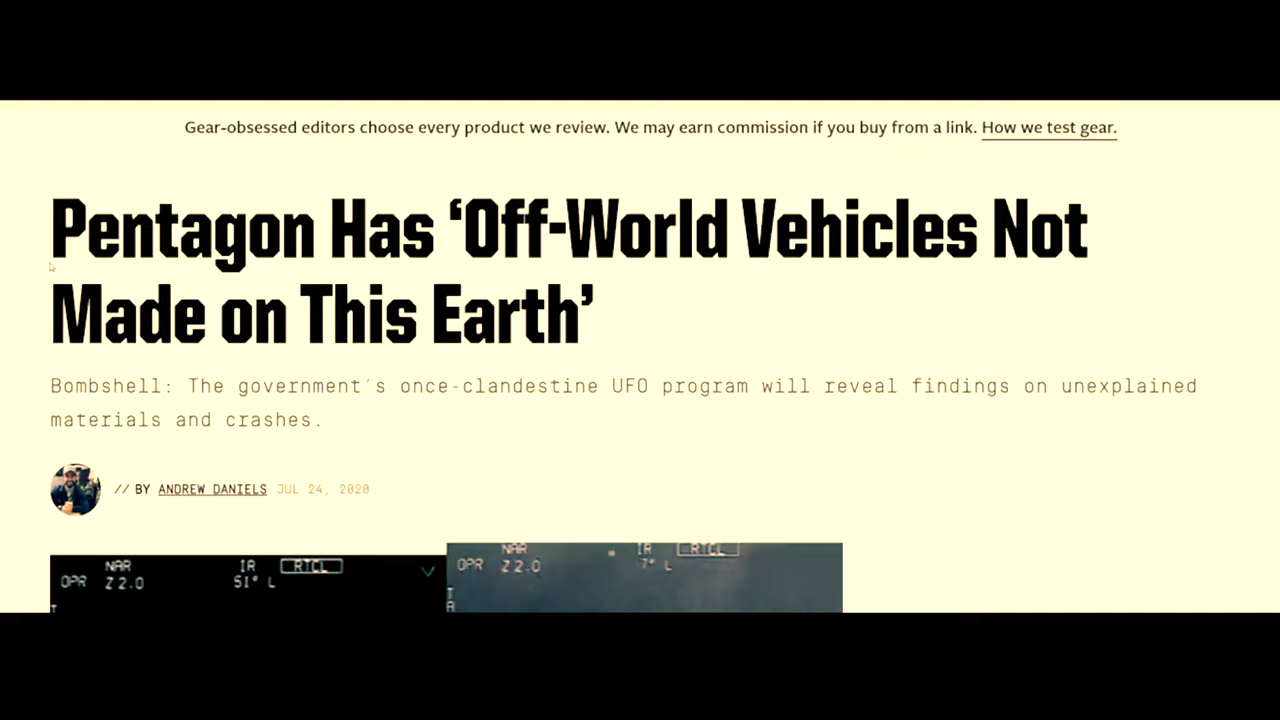 Gear-obsessed editors choose every product we review. We may earn commission if you buy from a link. How we test gear.
Pentagon Has ‘Off-World Vehicles Not
Made on This Earth’
Bombshell: The government's once-clandestine UFO program will reveal findings on unexplained
materials and crashes.
// BY ANDREW DANIELS JUL 24, 2020
NAR IR RTCL
OPR Z 2.0 51° L
T
NAR IR RTCL
OPR Z 2.0 7° L
T
A